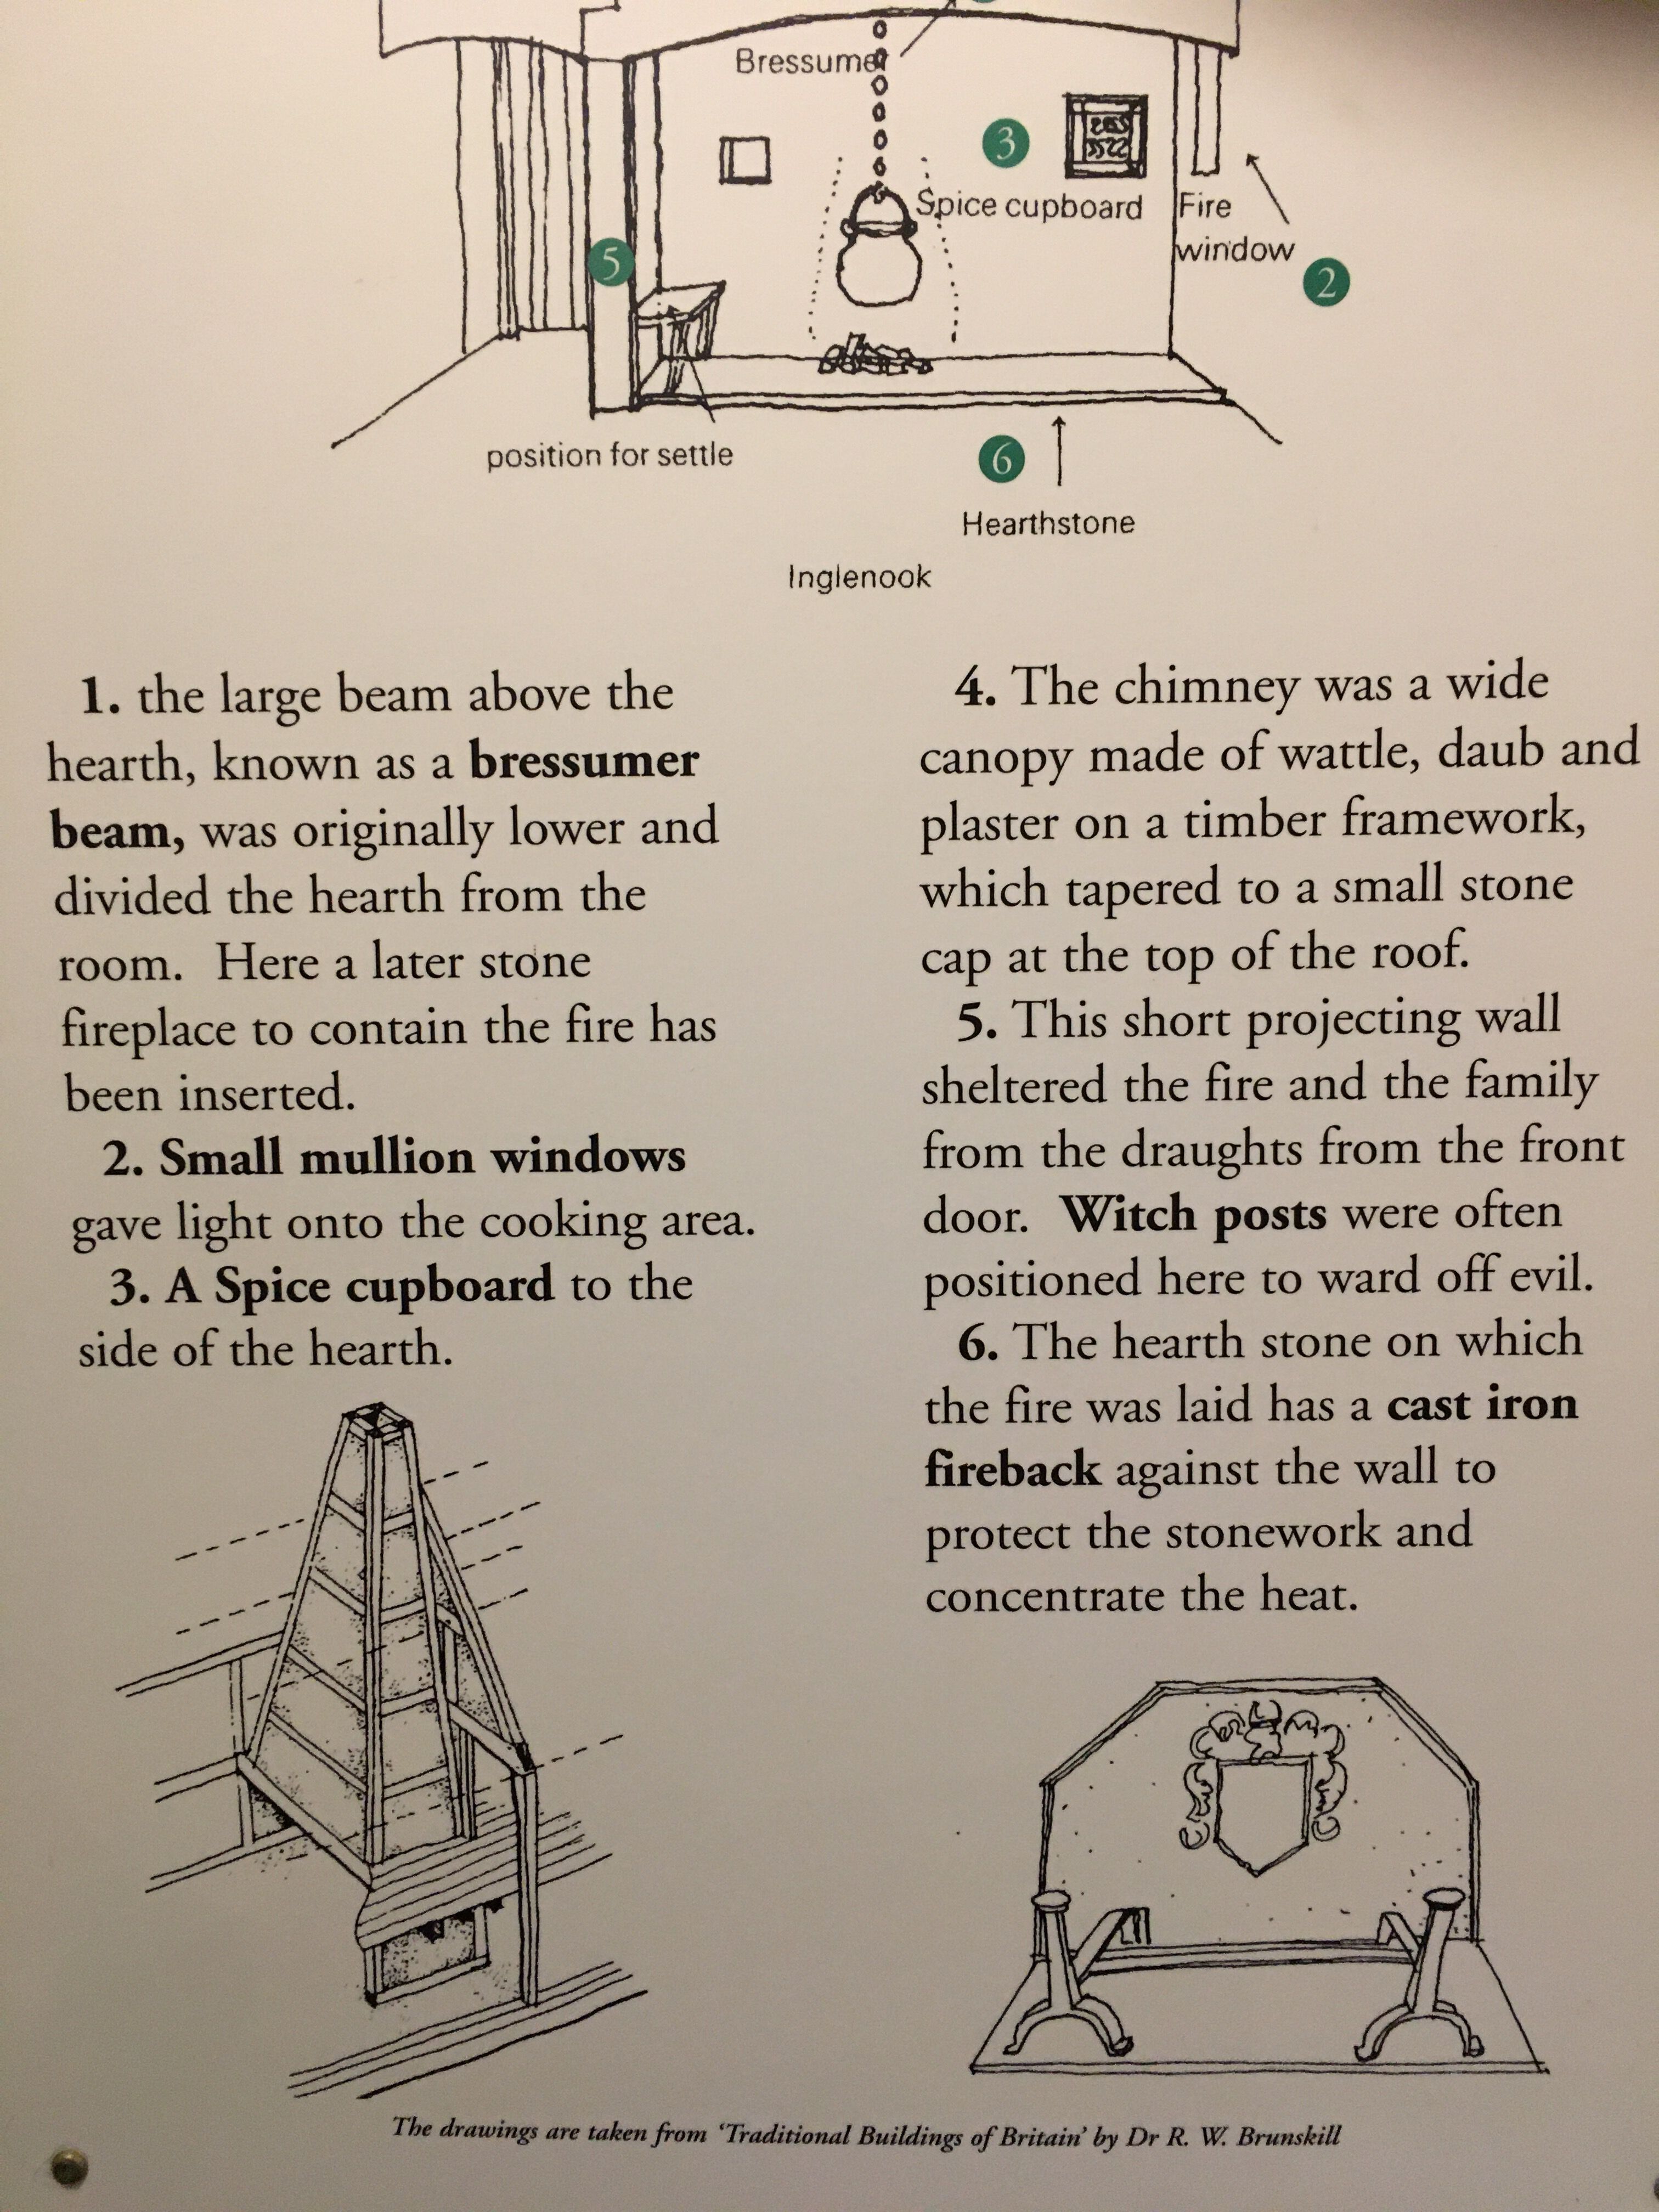 Bressumer
3
Spice cupboard
Fire
window
2
5
position for settle
6
Hearthstone
Inglenook
1. the large beam above the
hearth, known as a bressumer
beam, was originally lower and
divided the hearth from the
room. Here a later stone
fireplace to contain the fire has
been inserted.
2. Small mullion windows
gave light onto the cooking area.
3. A Spice cupboard to the
side of the hearth.
4. The chimney was a wide
canopy made of wattle, daub and
plaster on a timber framework,
which tapered to a small stone
cap at the top of the roof.
5. This short projecting wall
sheltered the fire and the family
from the draughts from the front
door. Witch posts were often
positioned here to ward off evil.
6. The hearth stone on which
the fire was laid has a cast iron
fireback against the wall to
protect the stonework and
concentrate the heat.
The drawings are taken from 'Traditional Buildings of Britain' by Dr R. W. Brunskill